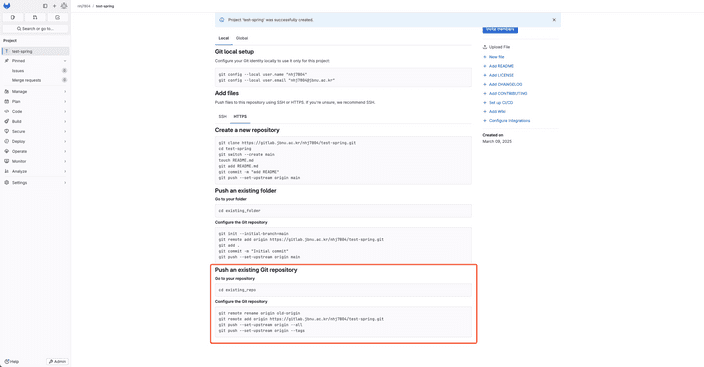 nhj7804 / test-spring
Project 'test-spring' was successfully created.
Search or go to...
Project
T test-spring
Pinned
Issues 0
Merge requests 0
Manage
Plan
Code
Build
Secure
Deploy
Operate
Monitor
Analyze
Settings
Help
Admin
Local Global
Git local setup
Configure your Git identity locally to use it only for this project:
git config --local user.name "nhj7804"
git config --local user.email "nhj7804@jbnu.ac.kr"
Add files
Push files to this repository using SSH or HTTPS. If you're unsure, we recommend SSH.
SSH HTTPS
Create a new repository
git clone https://gitlab.jbnu.ac.kr/nhj7804/test-spring.git
cd test-spring
git switch --create main
touch README.md
git add README.md
git commit -m "add README"
git push --set-upstream origin main
Push an existing folder
Go to your folder
cd existing_folder
Configure the Git repository
git init --initial-branch=main
git remote add origin https://gitlab.jbnu.ac.kr/nhj7804/test-spring.git
git add .
git commit -m "Initial commit"
git push --set-upstream origin main
Push an existing Git repository
Go to your repository
cd existing_repo
Configure the Git repository
git remote rename origin old-origin
git remote add origin https://gitlab.jbnu.ac.kr/nhj7804/test-spring.git
git push --set-upstream origin --all
git push --set-upstream origin --tags
Upload File
New file
Add README
Add LICENSE
Add CHANGELOG
Add CONTRIBUTING
Set up CI/CD
Add Wiki
Configure Integrations
Created on
March 09, 2025